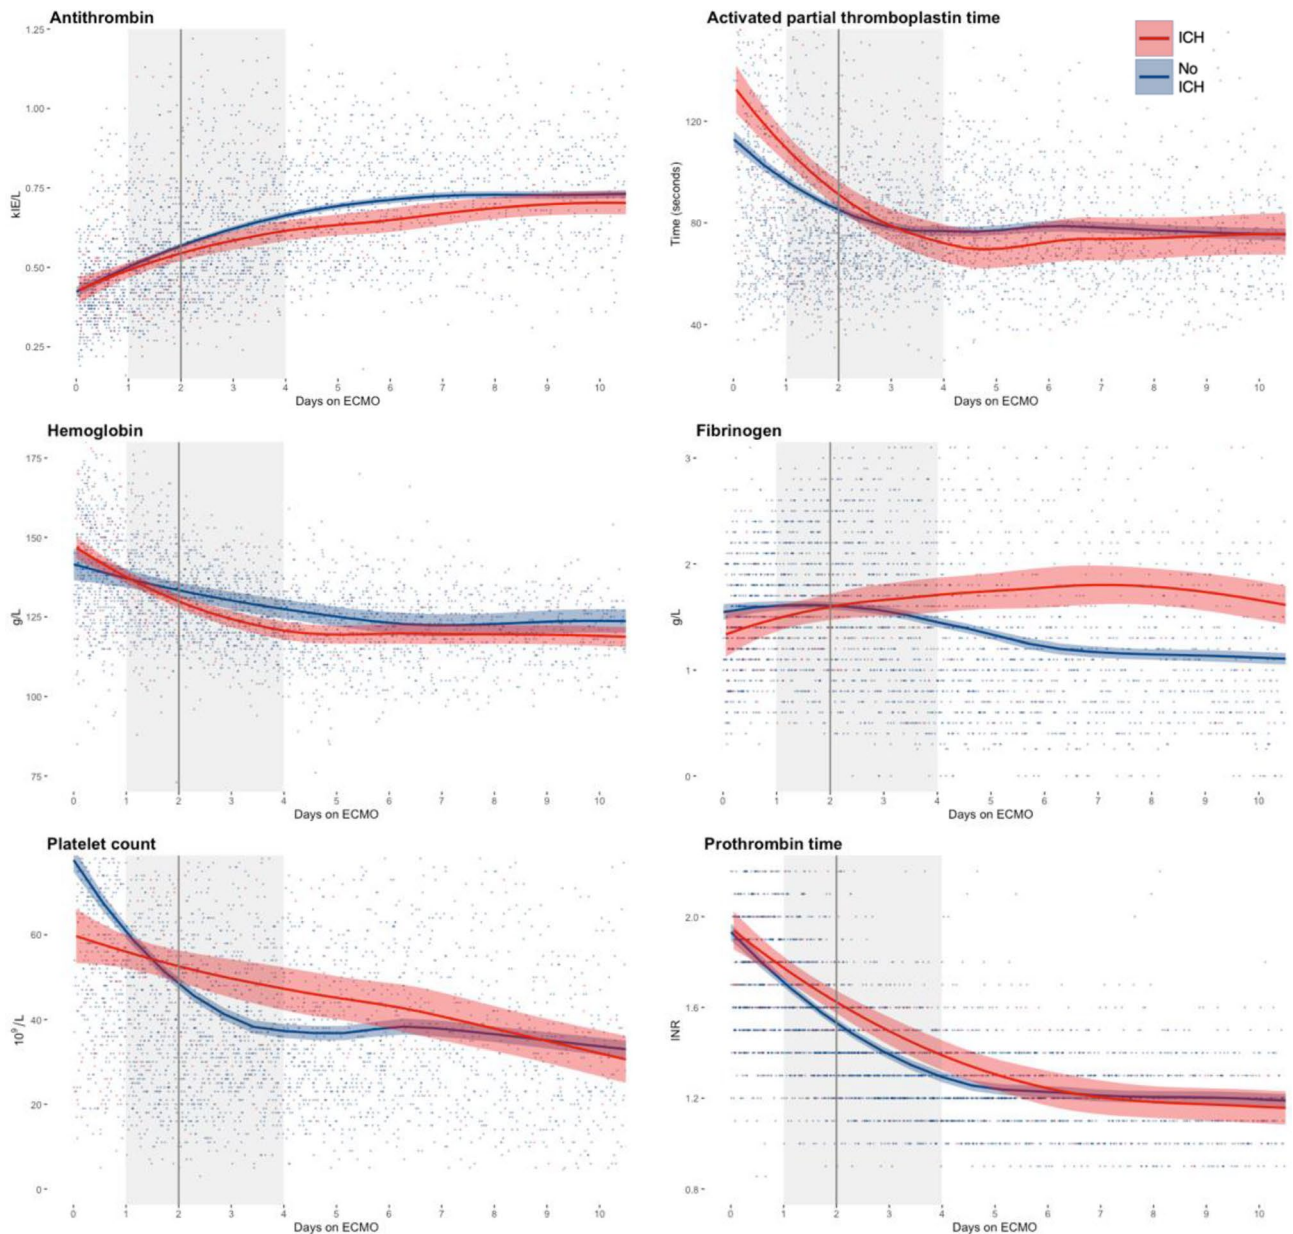 Antithrombin
1.25
1.00
0.75
0.50
0.25
kIE/L
0 1 2 3 4 5 6 7 8 9 10
Days on ECMO
Activated partial thromboplastin time
ICH
No
ICH
120
80
40
Time (seconds)
0 1 2 3 4 5 6 7 8 9 10
Days on ECMO
Hemoglobin
175
150
125
100
75
g/L
0 1 2 3 4 5 6 7 8 9 10
Days on ECMO
Fibrinogen
3
2
1
0
g/L
0 1 2 3 4 5 6 7 8 9 10
Days on ECMO
Platelet count
60
40
20
0
10⁹/L
0 1 2 3 4 5 6 7 8 9 10
Days on ECMO
Prothrombin time
2.0
1.6
1.2
0.8
INR
0 1 2 3 4 5 6 7 8 9 10
Days on ECMO